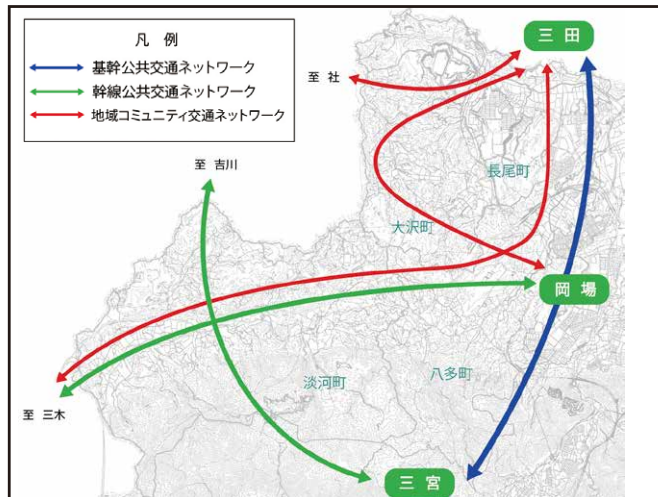 凡 例
基幹公共交通ネットワーク
幹線公共交通ネットワーク
地域コミュニティ交通ネットワーク
三 田
至 社
至 吉川
長尾町
大沢町
岡 場
淡河町
八多町
至 三木
三 宮